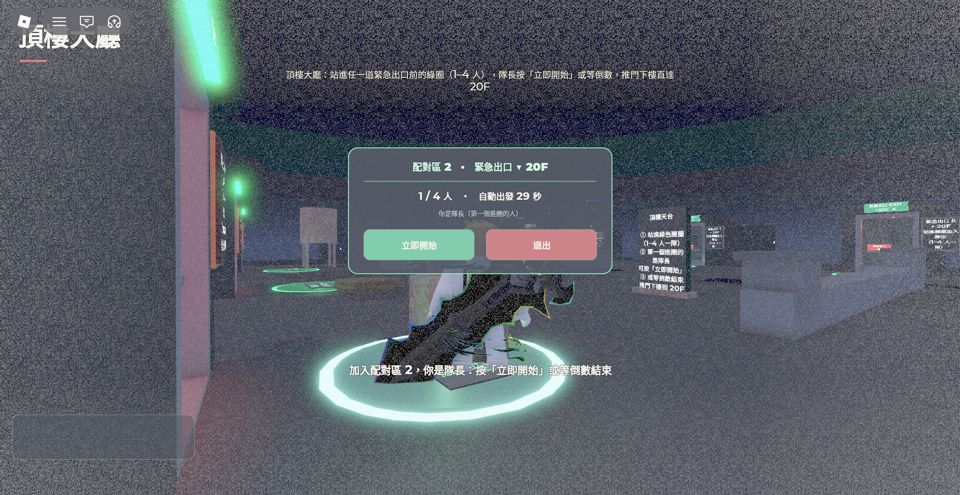 頂樓大廳
頂樓大廳：站進任一道緊急出口前的綠圈（1–4 人），隊長按「立即開始」或等倒數，推門下樓直達
20F
配對區 2 • 緊急出口 ▼ 20F
1 / 4 人 • 自動出發 29 秒
你是隊長（第一個進圈的人）
立即開始
退出
頂樓天台
① 站進綠色圈圈
（1–4 人一隊）
② 第一個進圈的
是隊長
可按「立即開始」
③ 或等倒數結束
推門下樓到 20F
加入配對區 2，你是隊長：按「立即開始」或等倒數結束